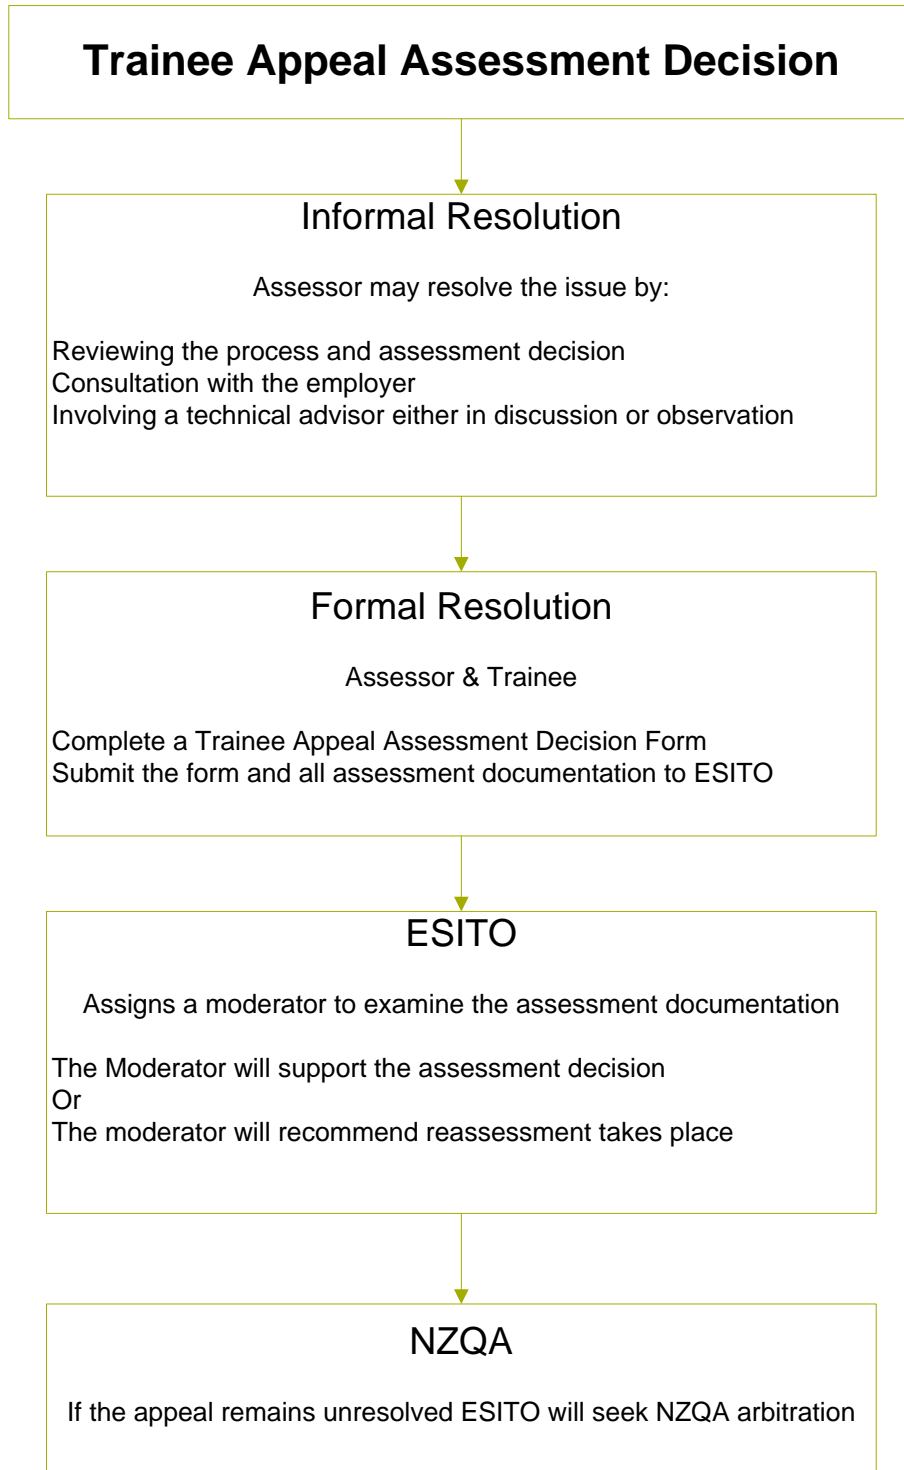 Trainee Appeal Assessment Decision
Informal Resolution
Assessor may resolve the issue by:
Reviewing the process and assessment decision
Consultation with the employer
Involving a technical advisor either in discussion or observation
Formal Resolution
Assessor & Trainee
Complete a Trainee Appeal Assessment Decision Form
Submit the form and all assessment documentation to ESITO
ESITO
Assigns a moderator to examine the assessment documentation
The Moderator will support the assessment decision
Or
The moderator will recommend reassessment takes place
NZQA
If the appeal remains unresolved ESITO will seek NZQA arbitration